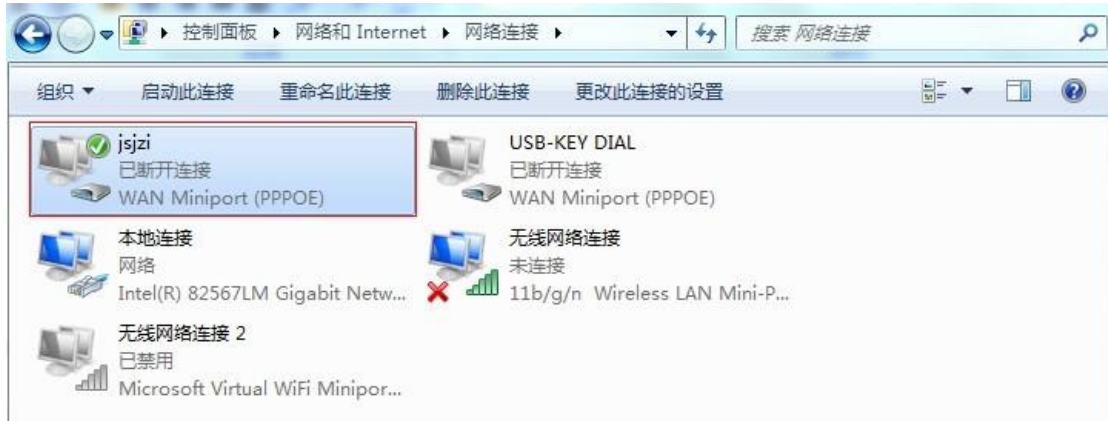 控制面板 ▸ 网络和 Internet ▸ 网络连接 ▸
搜索 网络连接
组织 启动此连接 重命名此连接 删除此连接 更改此连接的设置
jsjzi
已断开连接
WAN Miniport (PPPOE)
USB-KEY DIAL
已断开连接
WAN Miniport (PPPOE)
本地连接
网络
Intel(R) 82567LM Gigabit Netw...
无线网络连接
未连接
11b/g/n Wireless LAN Mini-P...
无线网络连接 2
已禁用
Microsoft Virtual WiFi Minipor...